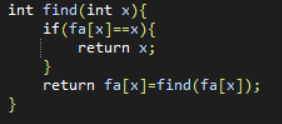 int find(int x){
    if(fa[x]==x){
        return x;
    }
    return fa[x]=find(fa[x]);
}